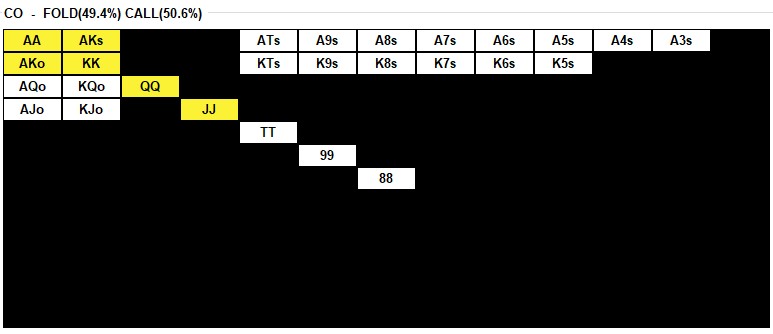 CO - FOLD(49.4%) CALL(50.6%)
AA AKs ATs A9s A8s A7s A6s A5s A4s A3s
AKo KK KTs K9s K8s K7s K6s K5s
AQo KQo QQ
AJo KJo JJ
TT
99
88